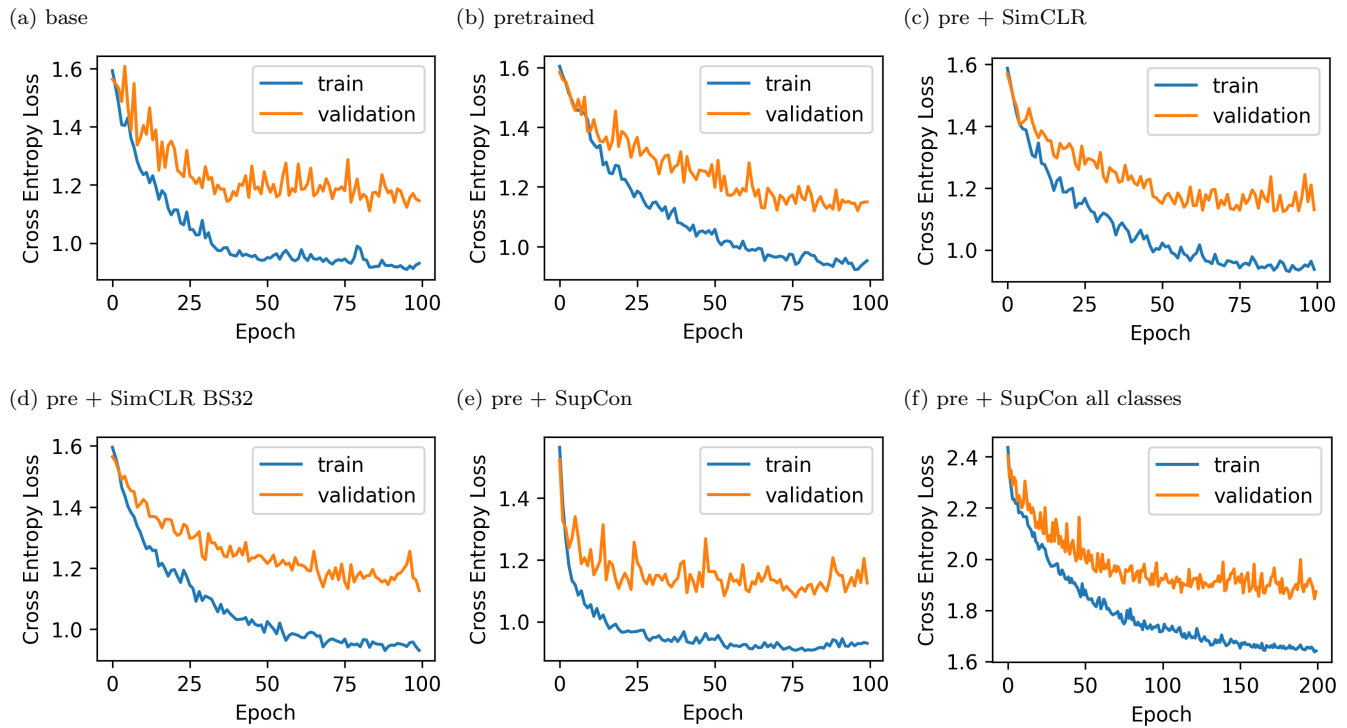 (a) base
(b) pretrained
(c) pre + SimCLR
Cross Entropy Loss
1.6
1.4
1.2
1.0
train
validation
0
25
50
75
100
Epoch
Cross Entropy Loss
1.6
1.4
1.2
1.0
train
validation
0
25
50
75
100
Epoch
Cross Entropy Loss
1.6
1.4
1.2
1.0
train
validation
0
25
50
75
100
Epoch
(d) pre + SimCLR BS32
(e) pre + SupCon
(f) pre + SupCon all classes
Cross Entropy Loss
1.6
1.4
1.2
1.0
train
validation
0
25
50
75
100
Epoch
Cross Entropy Loss
1.4
1.2
1.0
train
validation
0
25
50
75
100
Epoch
Cross Entropy Loss
2.4
2.2
2.0
1.8
1.6
train
validation
0
50
100
150
200
Epoch